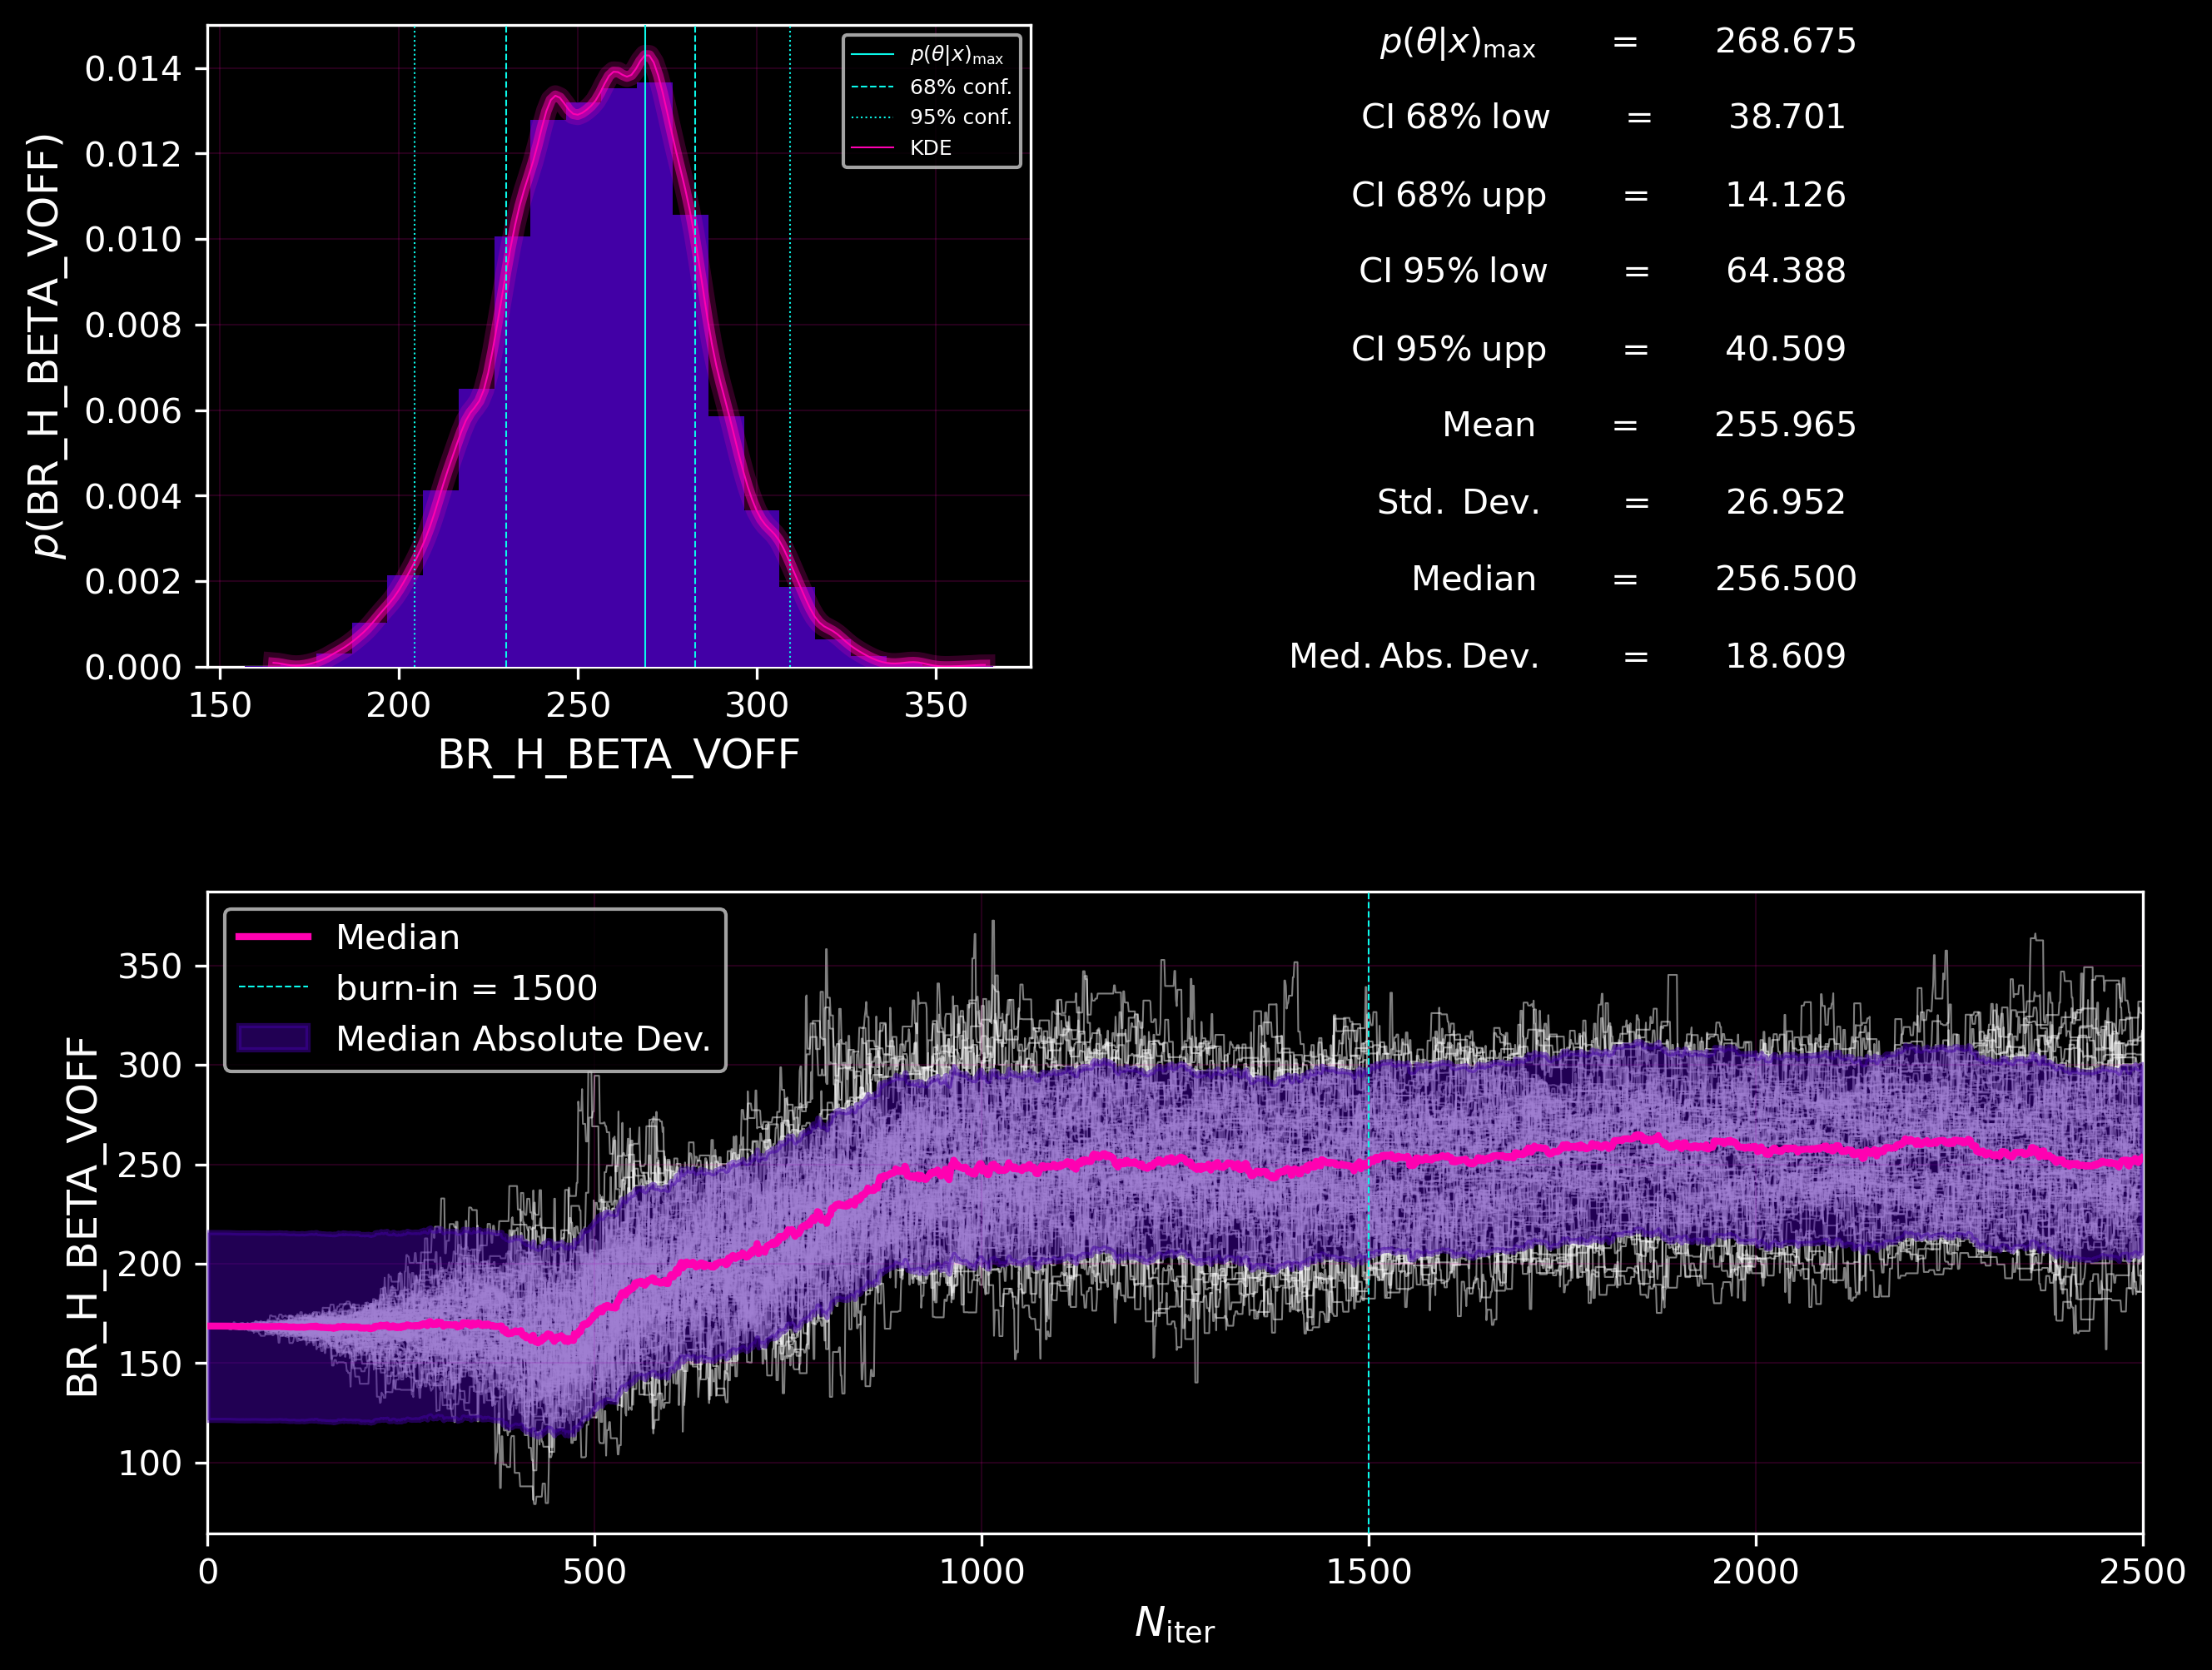 p(BR_H_BETA_VOFF)
0.014
0.012
0.010
0.008
0.006
0.004
0.002
0.000
150 200 250 300 350
BR_H_BETA_VOFF
p(θ|x)max
68% conf.
95% conf.
KDE
p(θ|x)max = 268.675
CI 68% low = 38.701
CI 68% upp = 14.126
CI 95% low = 64.388
CI 95% upp = 40.509
Mean = 255.965
Std. Dev. = 26.952
Median = 256.500
Med. Abs. Dev. = 18.609
BR_H_BETA_VOFF
350
300
250
200
150
100
Median
burn-in = 1500
Median Absolute Dev.
0 500 1000 1500 2000 2500
Niter